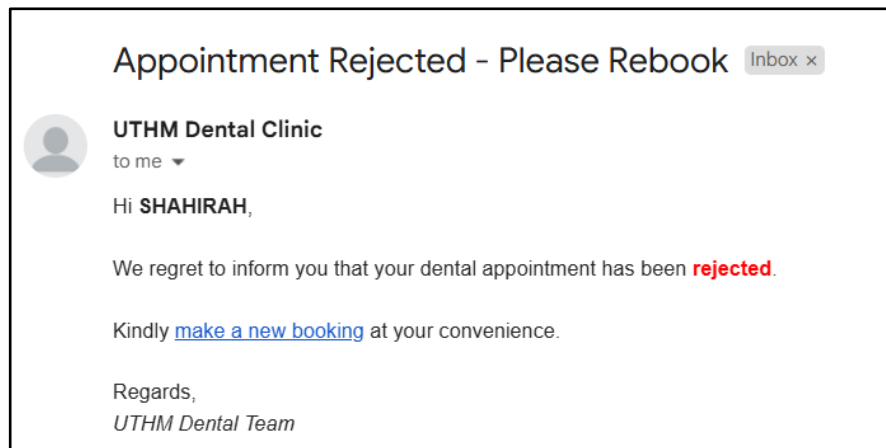 Appointment Rejected - Please Rebook Inbox ×
UTHM Dental Clinic
to me
Hi SHAHIRAH,
We regret to inform you that your dental appointment has been rejected.
Kindly make a new booking at your convenience.
Regards,
UTHM Dental Team